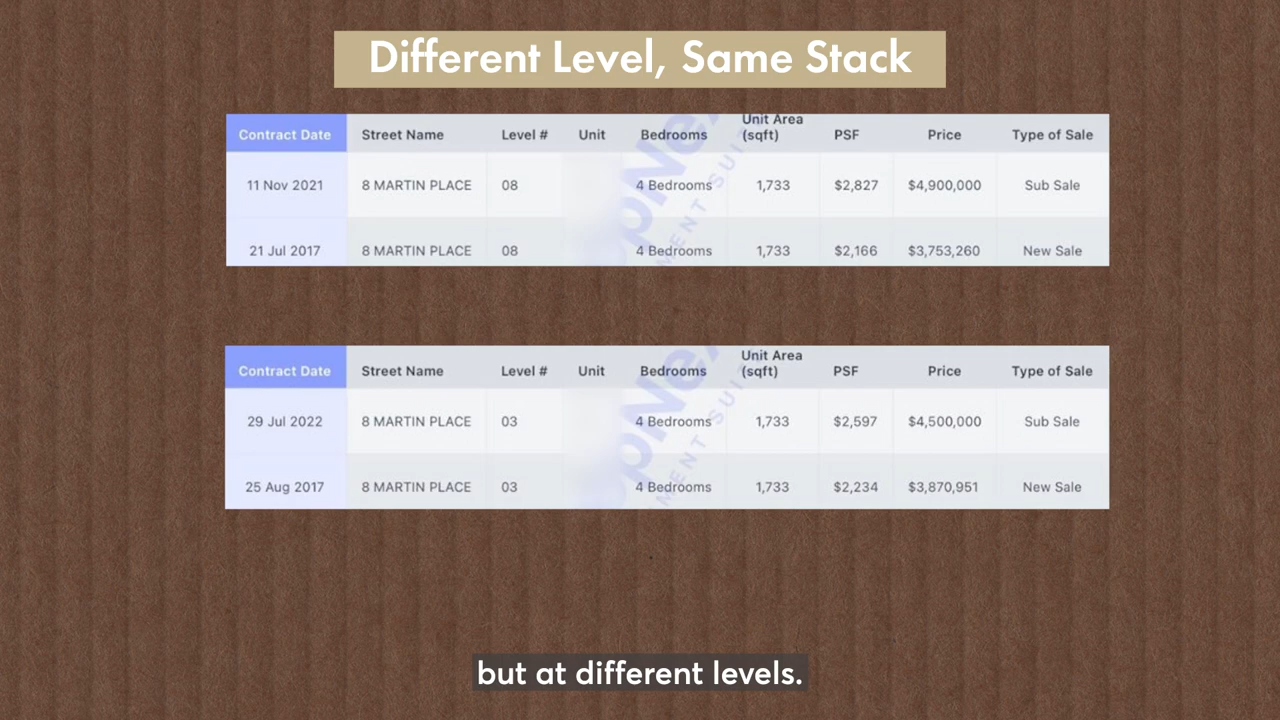 Different Level, Same Stack
Contract Date Street Name Level # Unit Bedrooms Unit Area (sqft) PSF Price Type of Sale
11 Nov 2021 8 MARTIN PLACE 08 4 Bedrooms 1,733 $2,827 $4,900,000 Sub Sale
21 Jul 2017 8 MARTIN PLACE 08 4 Bedrooms 1,733 $2,166 $3,753,260 New Sale
Contract Date Street Name Level # Unit Bedrooms Unit Area (sqft) PSF Price Type of Sale
29 Jul 2022 8 MARTIN PLACE 03 4 Bedrooms 1,733 $2,597 $4,500,000 Sub Sale
25 Aug 2017 8 MARTIN PLACE 03 4 Bedrooms 1,733 $2,234 $3,870,951 New Sale
but at different levels.